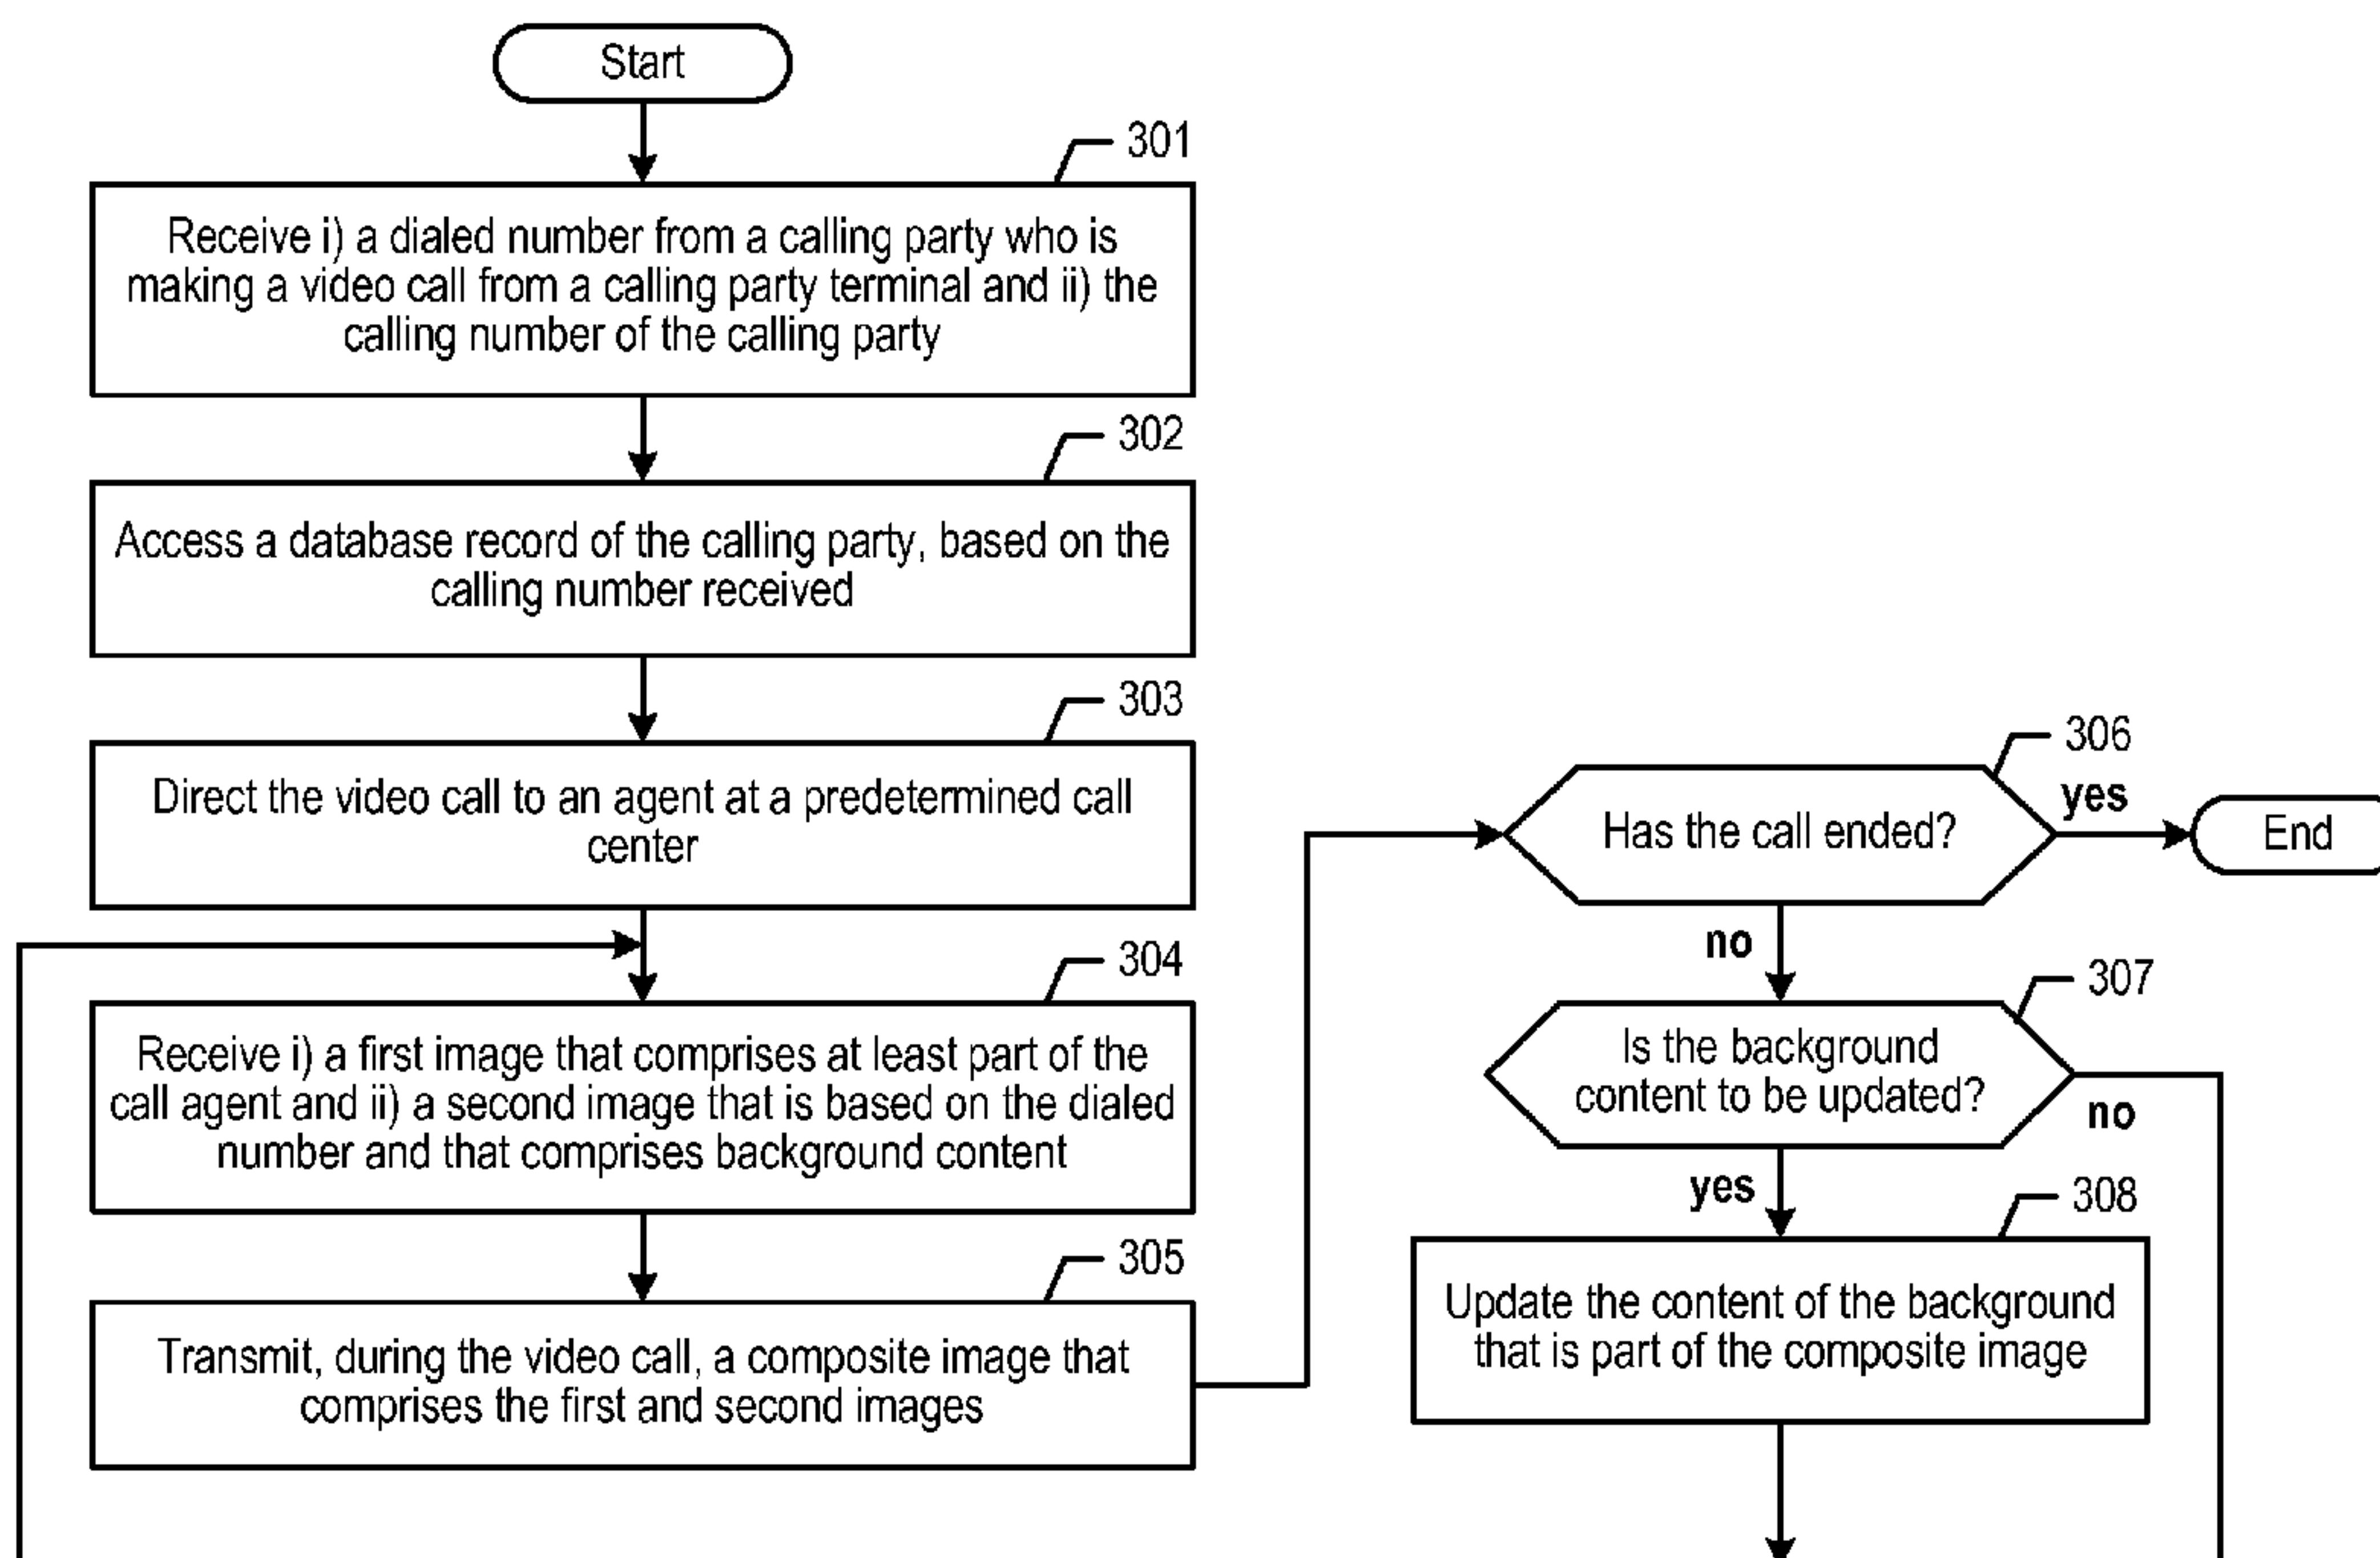 Start
301
Receive i) a dialed number from a calling party who is
making a video call from a calling party terminal and ii) the
calling number of the calling party
302
Access a database record of the calling party, based on the
calling number received
303
Direct the video call to an agent at a predetermined call
center
304
Receive i) a first image that comprises at least part of the
call agent and ii) a second image that is based on the dialed
number and that comprises background content
305
Transmit, during the video call, a composite image that
comprises the first and second images
306
Has the call ended?
yes
End
no
307
Is the background
content to be updated?
no
yes
308
Update the content of the background
that is part of the composite image